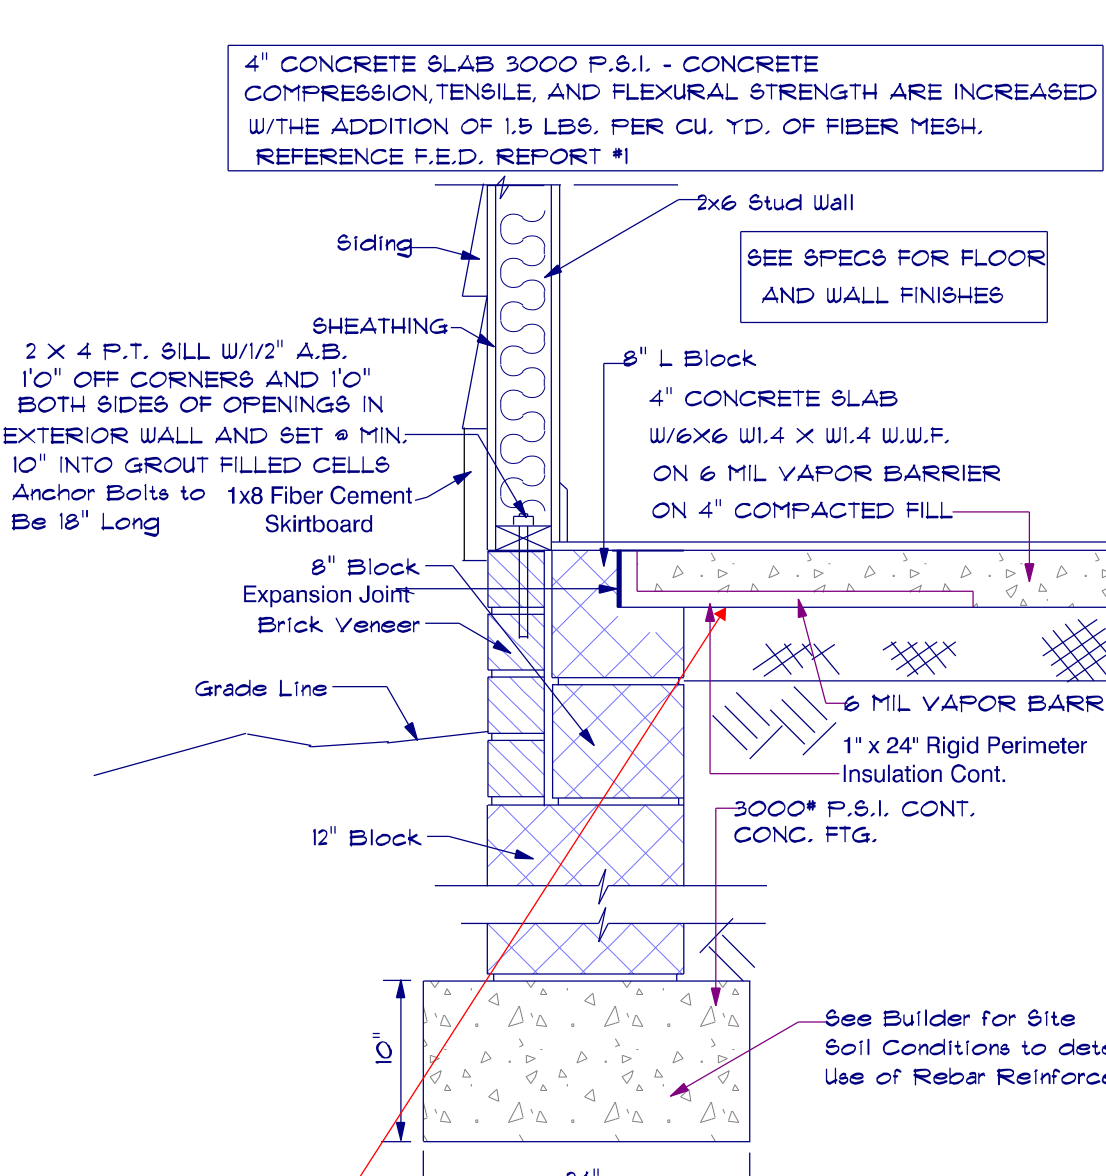 4" CONCRETE SLAB 3000 P.S.I. - CONCRETE
COMPRESSION,TENSILE, AND FLEXURAL STRENGTH ARE INCREASED
W/THE ADDITION OF 1.5 LBS. PER CU. YD. OF FIBER MESH.
REFERENCE F.E.D. REPORT #1
2x6 Stud Wall
Siding
SEE SPECS FOR FLOOR
AND WALL FINISHES
SHEATHING
2 X 4 P.T. SILL W/1/2" A.B.
1'0" OFF CORNERS AND 1'0"
BOTH SIDES OF OPENINGS IN
EXTERIOR WALL AND SET @ MIN.
10" INTO GROUT FILLED CELLS
Anchor Bolts to
Be 18" Long
1x8 Fiber Cement
Skirtboard
8" L Block
4" CONCRETE SLAB
W/6X6 W1.4 X W1.4 W.W.F.
ON 6 MIL VAPOR BARRIER
ON 4" COMPACTED FILL
8" Block
Expansion Joint
Brick Veneer
Grade Line
6 MIL VAPOR BARR
1" x 24" Rigid Perimeter
Insulation Cont.
3000# P.S.I. CONT.
CONC. FTG.
12" Block
10"
See Builder for Site
Soil Conditions to dete
Use of Rebar Reinforce